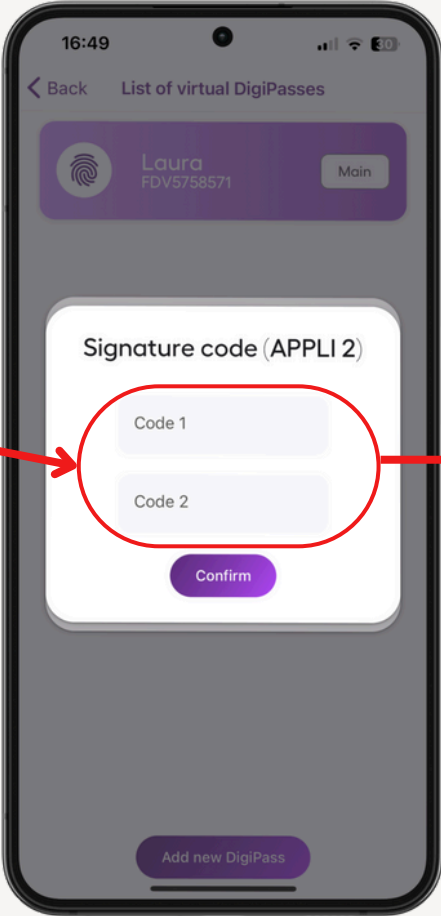 16:49
30
Back List of virtual DigiPasses
Laura
FDV5758571
Main
Signature code (APPLI 2)
Code 1
Code 2
Confirm
Add new DigiPass